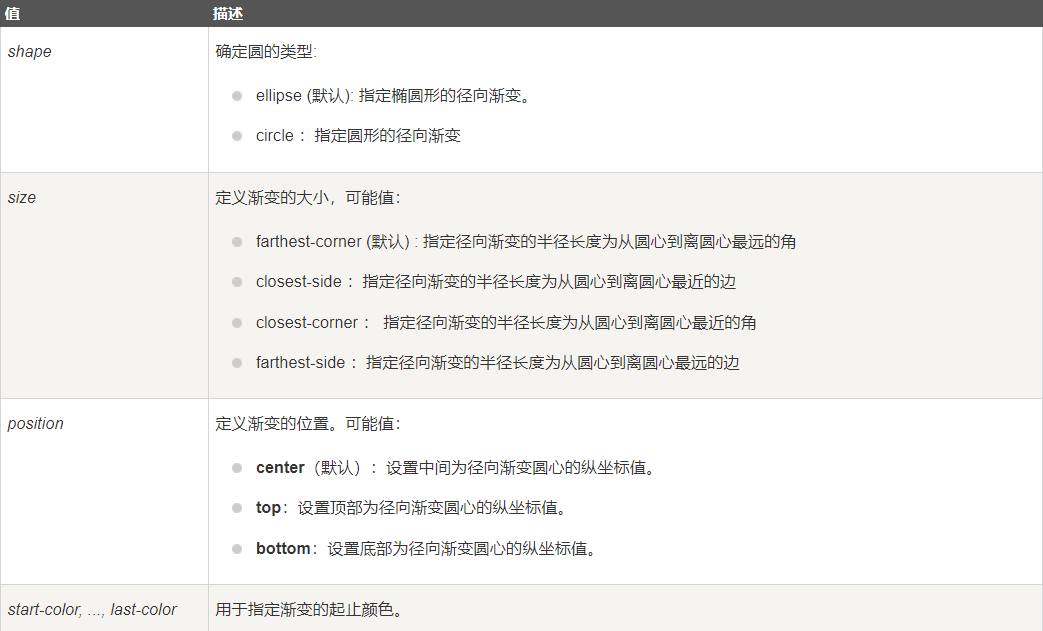 值 描述
shape 确定圆的类型:
ellipse (默认): 指定椭圆形的径向渐变。
circle ：指定圆形的径向渐变
size 定义渐变的大小，可能值：
farthest-corner (默认) : 指定径向渐变的半径长度为从圆心到离圆心最远的角
closest-side ：指定径向渐变的半径长度为从圆心到离圆心最近的边
closest-corner ： 指定径向渐变的半径长度为从圆心到离圆心最近的角
farthest-side ：指定径向渐变的半径长度为从圆心到离圆心最远的边
position 定义渐变的位置。可能值：
center（默认）：设置中间为径向渐变圆心的纵坐标值。
top：设置顶部为径向渐变圆心的纵坐标值。
bottom：设置底部为径向渐变圆心的纵坐标值。
start-color, ..., last-color 用于指定渐变的起止颜色。